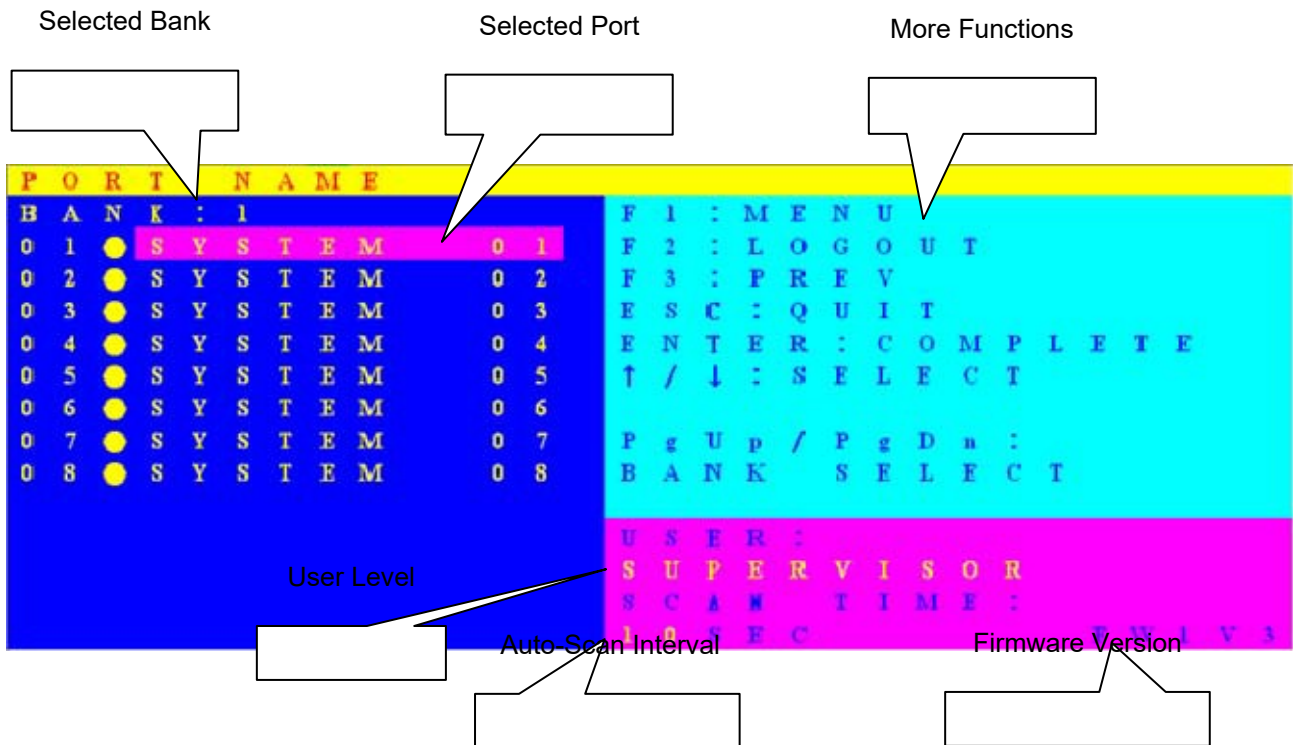 Selected Bank
Selected Port
More Functions
PORT NAME
BANK:1
01 SYSTEM 01
02 SYSTEM 02
03 SYSTEM 03
04 SYSTEM 04
05 SYSTEM 05
06 SYSTEM 06
07 SYSTEM 07
08 SYSTEM 08
F1:MENU
F2:LOGOUT
F3:PREV
ESC:QUIT
ENTER:COMPLETE
↑/↓:SELECT
PgUp/PgDn:
BANK SELECT
USER:
SUPERVISOR
SCAN TIME:
10 SEC
FW1V3
User Level
Auto-Scan Interval
Firmware Version